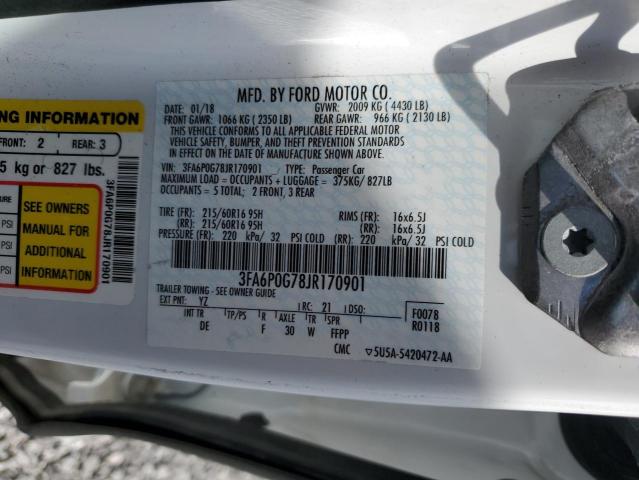 MFD. BY FORD MOTOR CO.
DATE: 01/18 GVWR: 2009 KG ( 4430 LB)
FRONT GAWR: 1066 KG ( 2350 LB) REAR GAWR: 966 KG ( 2130 LB)
THIS VEHICLE CONFORMS TO ALL APPLICABLE FEDERAL MOTOR
VEHICLE SAFETY, BUMPER, AND THEFT PREVENTION STANDARDS
IN EFFECT ON THE DATE OF MANUFACTURE SHOWN ABOVE.
VIN: 3FA6P0G78JR170901 TYPE: Passenger Car
MAXIMUM LOAD = OCCUPANTS + LUGGAGE = 375KG/827LB
OCCUPANTS = 5 TOTAL; 2 FRONT, 3 REAR
TIRE (FR): 215/60R16 95H RIMS (FR): 16x6.5J
(RR): 215/60R16 95H (RR): 16x6.5J
PRESSURE (FR): 220 kPa/ 32 PSI COLD (RR): 220 kPa/ 32 PSI COLD
3FA6P0G78JR170901
TRAILER TOWING - SEE OWNER GUIDE
EXT PNT: YZ RC: 21 DSO:
INT TR TP/PS R AXLE TR SPR
DE F 30 W FFPP
F0078
R0118
CMC 5U5A-5420472-AA
ING INFORMATION
FRONT: 2 REAR: 3
5 kg or 827 lbs.
PSI
PSI
PSI
SEE OWNERS
MANUAL FOR
ADDITIONAL
INFORMATION
3FA6P0G78JR170901